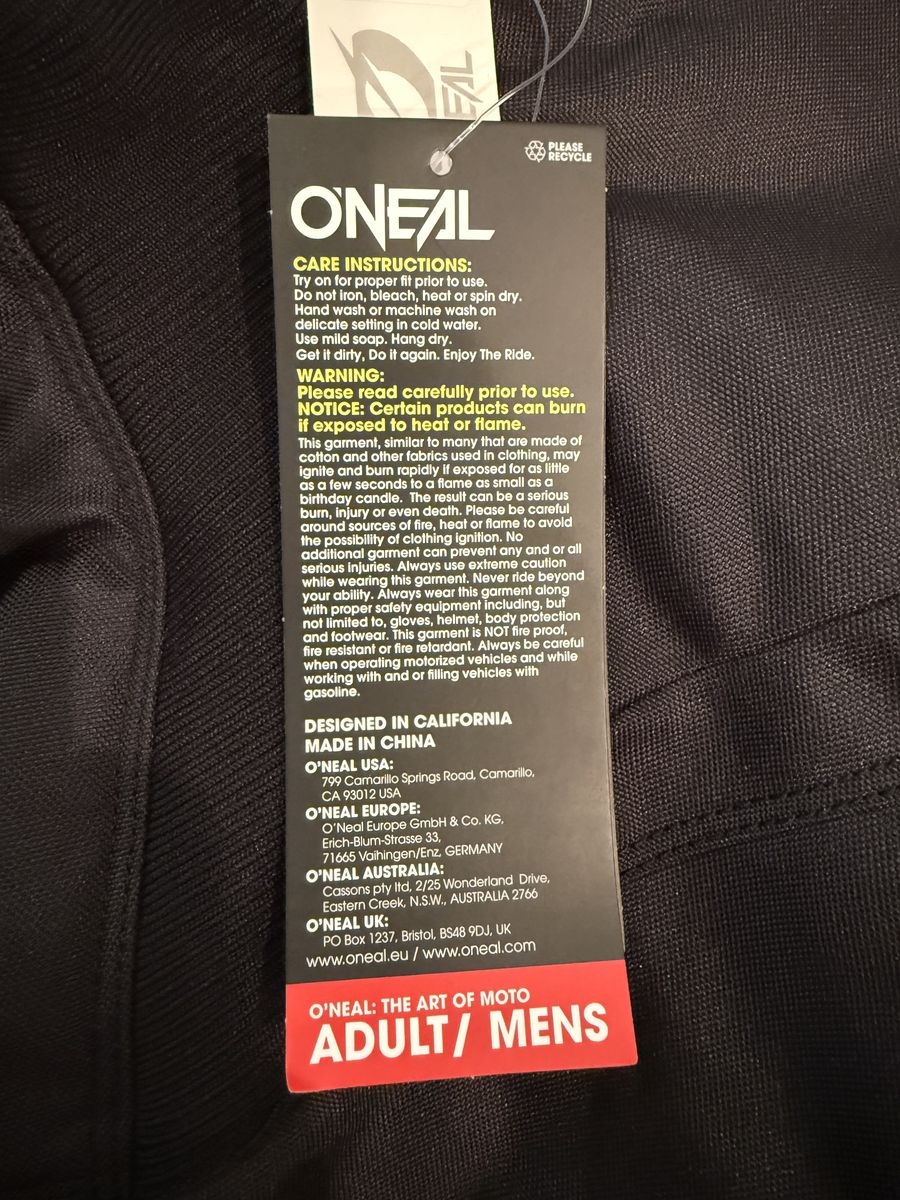 EAL
PLEASE
RECYCLE
O'NEAL
CARE INSTRUCTIONS:
Try on for proper fit prior to use.
Do not iron, bleach, heat or spin dry.
Hand wash or machine wash on
delicate setting in cold water.
Use mild soap. Hang dry.
Get it dirty, Do it again. Enjoy The Ride.
WARNING:
Please read carefully prior to use.
NOTICE: Certain products can burn
if exposed to heat or flame.
This garment, similar to many that are made of
cotton and other fabrics used in clothing, may
ignite and burn rapidly if exposed for as little
as a few seconds to a flame as small as a
birthday candle. The result can be a serious
burn, injury or even death. Please be careful
around sources of fire, heat or flame to avoid
the possibility of clothing ignition. No
additional garment can prevent any and or all
serious injuries. Always use extreme caution
while wearing this garment. Never ride beyond
your ability. Always wear this garment along
with proper safety equipment including, but
not limited to, gloves, helmet, body protection
and footwear. This garment is NOT fire proof,
fire resistant or fire retardant. Always be careful
when operating motorized vehicles and while
working with and or filling vehicles with
gasoline.
DESIGNED IN CALIFORNIA
MADE IN CHINA
O'NEAL USA:
799 Camarillo Springs Road, Camarillo,
CA 93012 USA
O'NEAL EUROPE:
O'Neal Europe GmbH & Co. KG,
Erich-Blum-Strasse 33,
71665 Vaihingen/Enz, GERMANY
O'NEAL AUSTRALIA:
Cassons pty ltd, 2/25 Wonderland Drive,
Eastern Creek, N.S.W., AUSTRALIA 2766
O'NEAL UK:
PO Box 1237, Bristol, BS48 9DJ, UK
www.oneal.eu / www.oneal.com
O'NEAL: THE ART OF MOTO
ADULT/ MENS